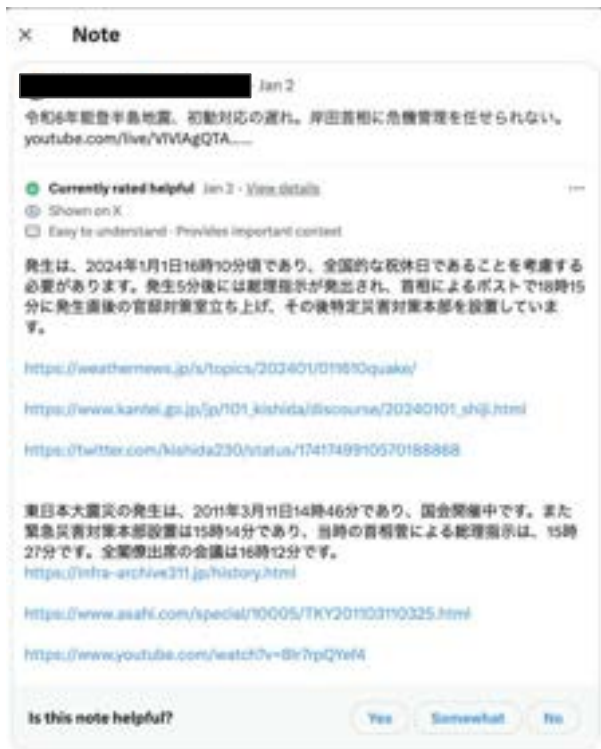 × Note
Jan 2
令和6年能登半島地震、初動対応の遅れ。岸田首相に危機管理を任せられない。
youtube.com/live/VIVIAgQTA......
Currently rated helpful Jan 2 · View details ...
Shown on X
Easy to understand · Provides important context
発生は、2024年1月1日16時10分頃であり、全国的な祝休日であることを考慮する
必要があります。発生5分後には総理指示が発出され、首相によるポストで18時15
分に発生直後の官邸対策室立ち上げ、その後特定災害対策本部を設置していま
す。
https://weathernews.jp/s/topics/202401/011610quake/
https://www.kantei.go.jp/jp/101_kishida/discourse/20240101_shiji.html
https://twitter.com/kishida230/status/1741749910570188868
東日本大震災の発生は、2011年3月11日14時46分であり、国会開催中です。また
緊急災害対策本部設置は15時14分であり、当時の首相菅による総理指示は、15時
27分です。全閣僚出席の会議は16時12分です。
https://infra-archive311.jp/history.html
https://www.asahi.com/special/10005/TKY201103110325.html
https://www.youtube.com/watch?v=8Ir7rpQYef4
Is this note helpful? Yes Somewhat No